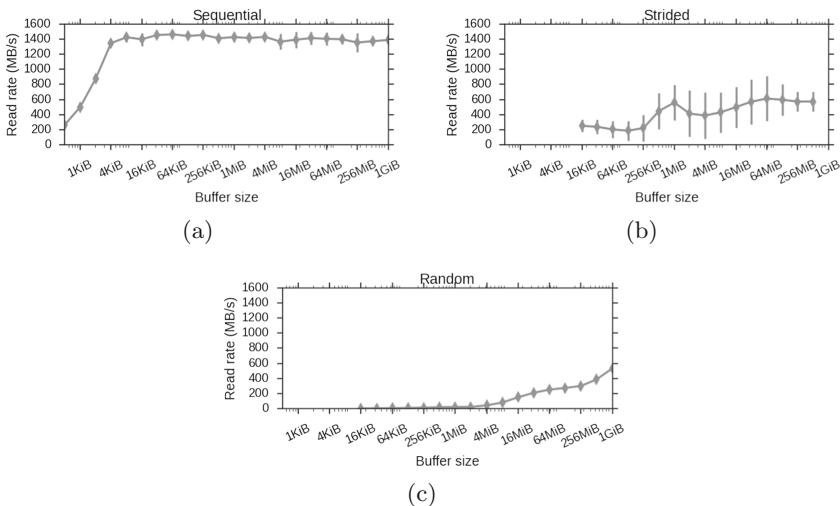 Sequential
1600
1400
1200
1000
800
600
400
200
0
Read rate (MB/s)
1KiB 4KiB 16KiB 64KiB 256KiB 1MiB 4MiB 16MiB 64MiB 256MiB 1GiB
Buffer size
(a)
Strided
1600
1400
1200
1000
800
600
400
200
0
Read rate (MB/s)
1KiB 4KiB 16KiB 64KiB 256KiB 1MiB 4MiB 16MiB 64MiB 256MiB 1GiB
Buffer size
(b)
Random
1600
1400
1200
1000
800
600
400
200
0
Read rate (MB/s)
1KiB 4KiB 16KiB 64KiB 256KiB 1MiB 4MiB 16MiB 64MiB 256MiB 1GiB
Buffer size
(c)